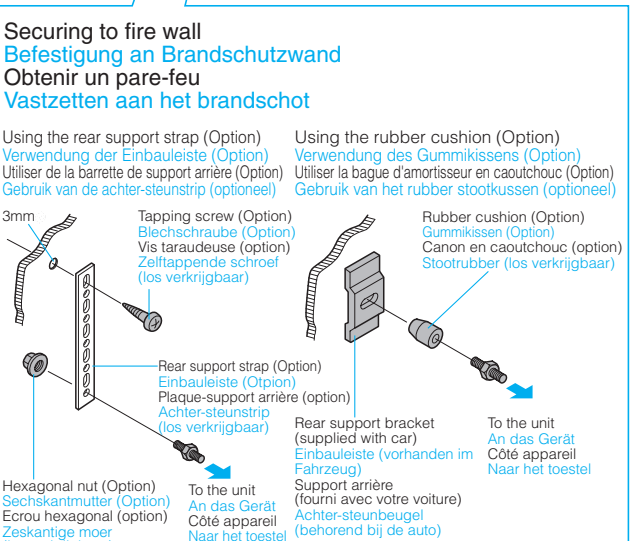 Securing to fire wall
Befestigung an Brandschutzwand
Obtenir un pare-feu
Vastzetten aan het brandschot
Using the rear support strap (Option)
Verwendung der Einbauleiste (Option)
Utiliser de la barrette de support arrière (Option)
Gebruik van de achter-steunstrip (optioneel)
3mm
Tapping screw (Option)
Blechschraube (Option)
Vis taraudeuse (option)
Zelftappende schroef
(los verkrijgbaar)
Rear support strap (Option)
Einbauleiste (Otpion)
Plaque-support arrière (option)
Achter-steunstrip
(los verkrijgbaar)
Hexagonal nut (Option)
Sechskantmutter (Option)
Ecrou hexagonal (option)
Zeskantige moer
To the unit
An das Gerät
Côté appareil
Naar het toestel
Using the rubber cushion (Option)
Verwendung des Gummikissens (Option)
Utiliser la bague d'amortisseur en caoutchouc (Option)
Gebruik van het rubber stootkussen (optioneel)
Rubber cushion (Option)
Gummikissen (Option)
Canon en caoutchouc (option)
Stootrubber (los verkrijgbaar)
Rear support bracket
(supplied with car)
Einbauleiste (vorhanden im
Fahrzeug)
Support arrière
(fourni avec votre voiture)
Achter-steunbeugel
(behorend bij de auto)
To the unit
An das Gerät
Côté appareil
Naar het toestel